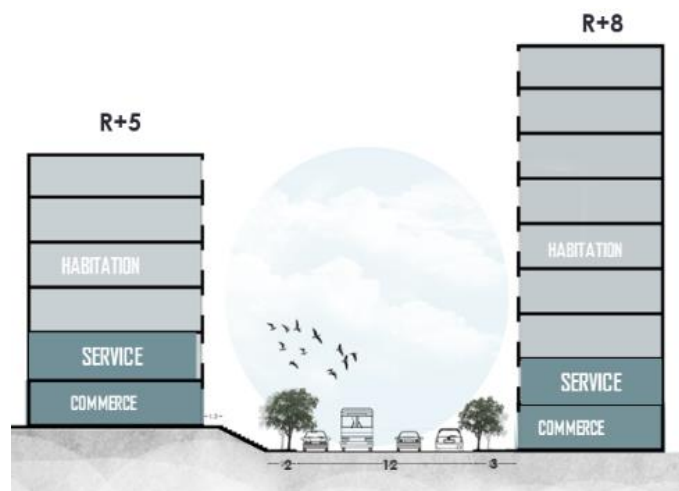 R+8
R+5
HABITATION
HABITATION
SERVICE
SERVICE
COMMERCE
COMMERCE
2
12
3